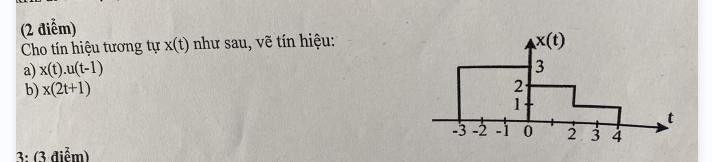 (2 điểm)
Cho tín hiệu tương tự x(t) như sau, vẽ tín hiệu:
a) x(t).u(t-1)
b) x(2t+1)
x(t)
3
2
1
-3 -2 -1 0 2 3 4
t
3: (3 điểm)